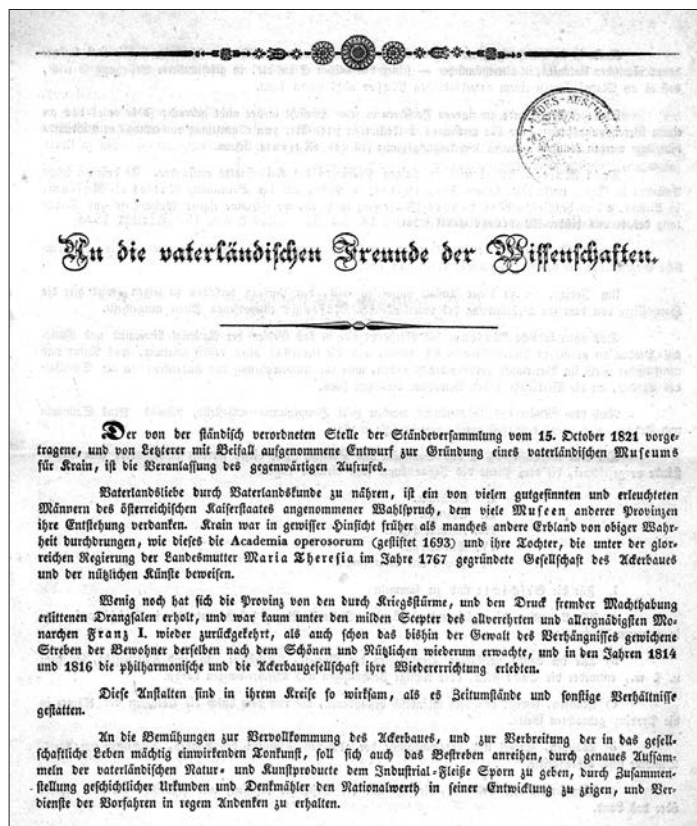 LANDES-AUSSCHU
An die vaterländischen Freunde der Wissenschaften.
Der von der ständisch verordneten Stelle der Ständeversammlung vom 15. October 1821 vorge-
tragene, und von Letzterer mit Beifall aufgenommene Entwurf zur Gründung eines vaterländischen Museums
für Krain, ist die Veranlassung des gegenwärtigen Aufrufes.
Vaterlandsliebe durch Vaterlandskunde zu nähren, ist ein von vielen gutgesinnten und erleuchteten
Männern des österreichischen Kaiserstaates angenommener Wahlspruch, dem viele Museen anderer Provinzen
ihre Entstehung verdanken. Krain war in gewisser Hinsicht früher als manches andere Erbland von obiger Wahr-
heit durchdrungen, wie dieses die Academia operosorum (gestiftet 1693) und ihre Tochter, die unter der glor-
reichen Regierung der Landesmutter Maria Theresia im Jahre 1767 gegründete Gesellschaft des Ackerbaues
und der nützlichen Künste beweisen.
Wenig noch hat sich die Provinz von den durch Kriegsstürme, und den Druck fremder Machthabung
erlittenen Drangsalen erholt, und war kaum unter den milden Scepter des allverehrten und allergnädigsten Mo-
narchen Franz I. wieder zurückgekehrt, als auch schon das bishin der Gewalt des Verhängnisses gewichene
Streben der Bewohner derselben nach dem Schönen und Nützlichen wiederum erwachte, und in den Jahren 1814
und 1816 die philharmonische und die Ackerbaugesellschaft ihre Wiedererrichtung erlebten.
Diese Anstalten sind in ihrem Kreise so wirksam, als es Zeitumstände und sonstige Verhältnisse
gestatten.
An die Bemühungen zur Vervollkommung des Ackerbaues, und zur Verbreitung der in das gesell-
schaftliche Leben mächtig einwirkenden Tonkunst, soll sich auch das Bestreben anreihen, durch genaues Aufsam-
meln der vaterländischen Natur- und Kunstproducte dem Industrial-Fleiße Sporn zu geben, durch Zusammen-
stellung geschichtlicher Urkunden und Denkmähler den Nationalwerth in seiner Entwicklung zu zeigen, und Ver-
dienste der Vorfahren in regem Andenken zu erhalten.